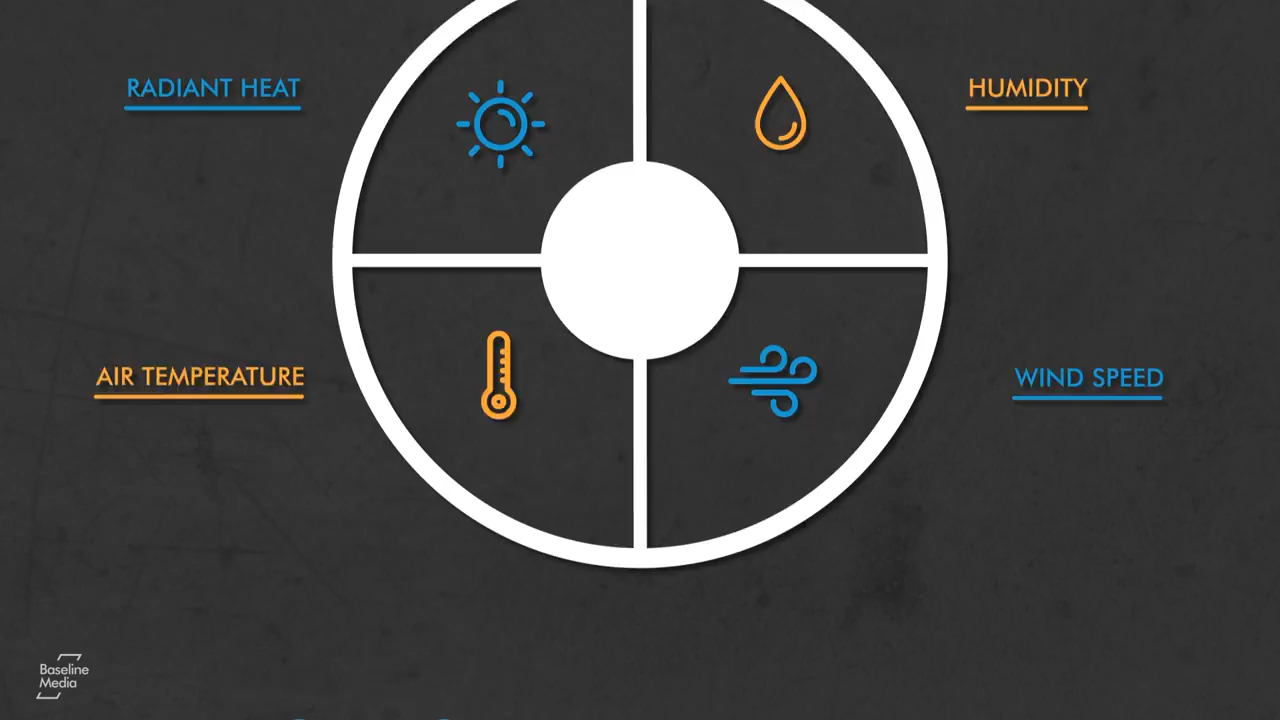 RADIANT HEAT
HUMIDITY
AIR TEMPERATURE
WIND SPEED
Baseline
Media